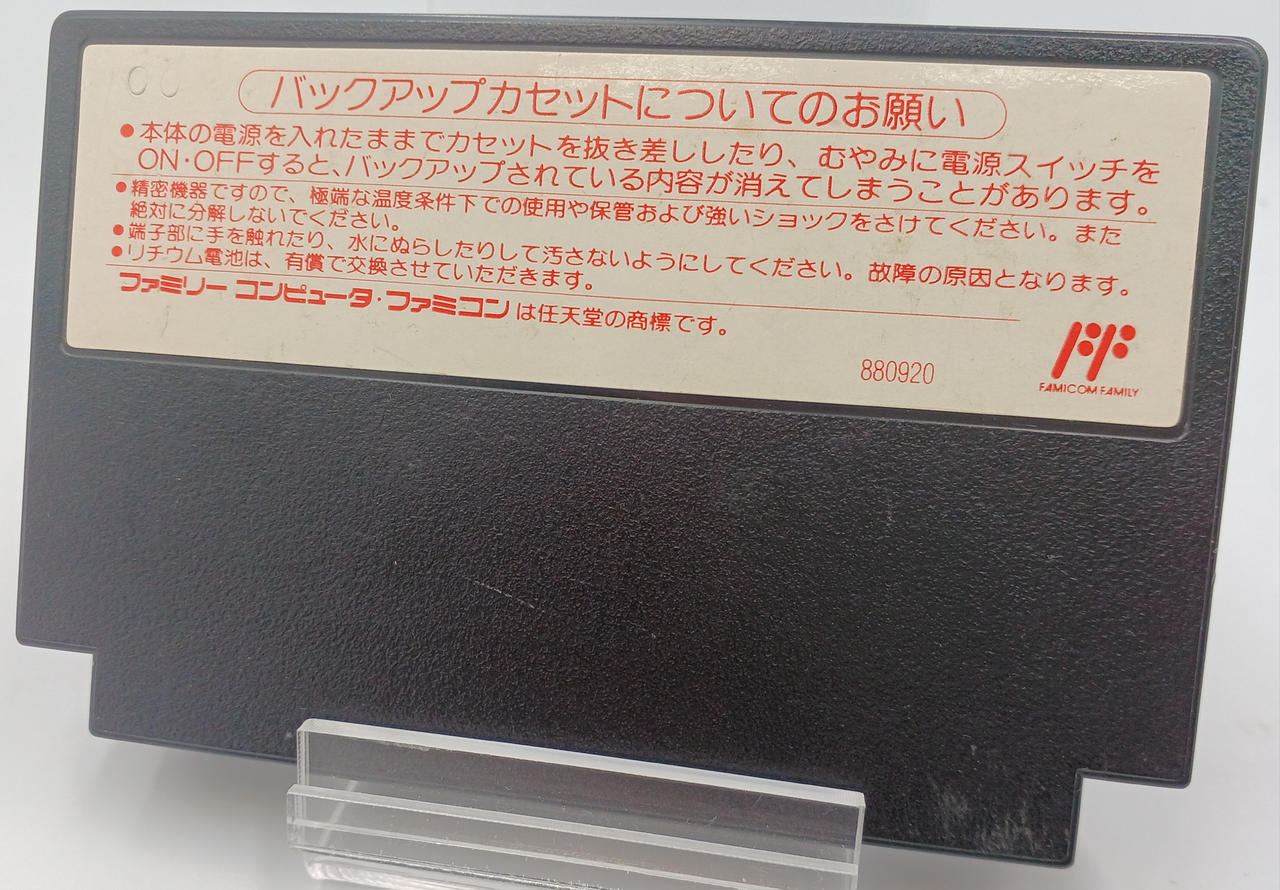 バックアップカセットについてのお願い
●本体の電源を入れたままでカセットを抜き差ししたり、むやみに電源スイッチを
ON・OFFすると、バックアップされている内容が消えてしまうことがあります。
●精密機器ですので、極端な温度条件下での使用や保管および強いショックをさけてください。また
絶対に分解しないでください。
●端子部に手を触れたり、水にぬらしたりして汚さないようにしてください。故障の原因となります。
●リチウム電池は、有償で交換させていただきます。
ファミリー コンピュータ・ファミコン は任天堂の商標です。
880920
FAMICOM FAMILY